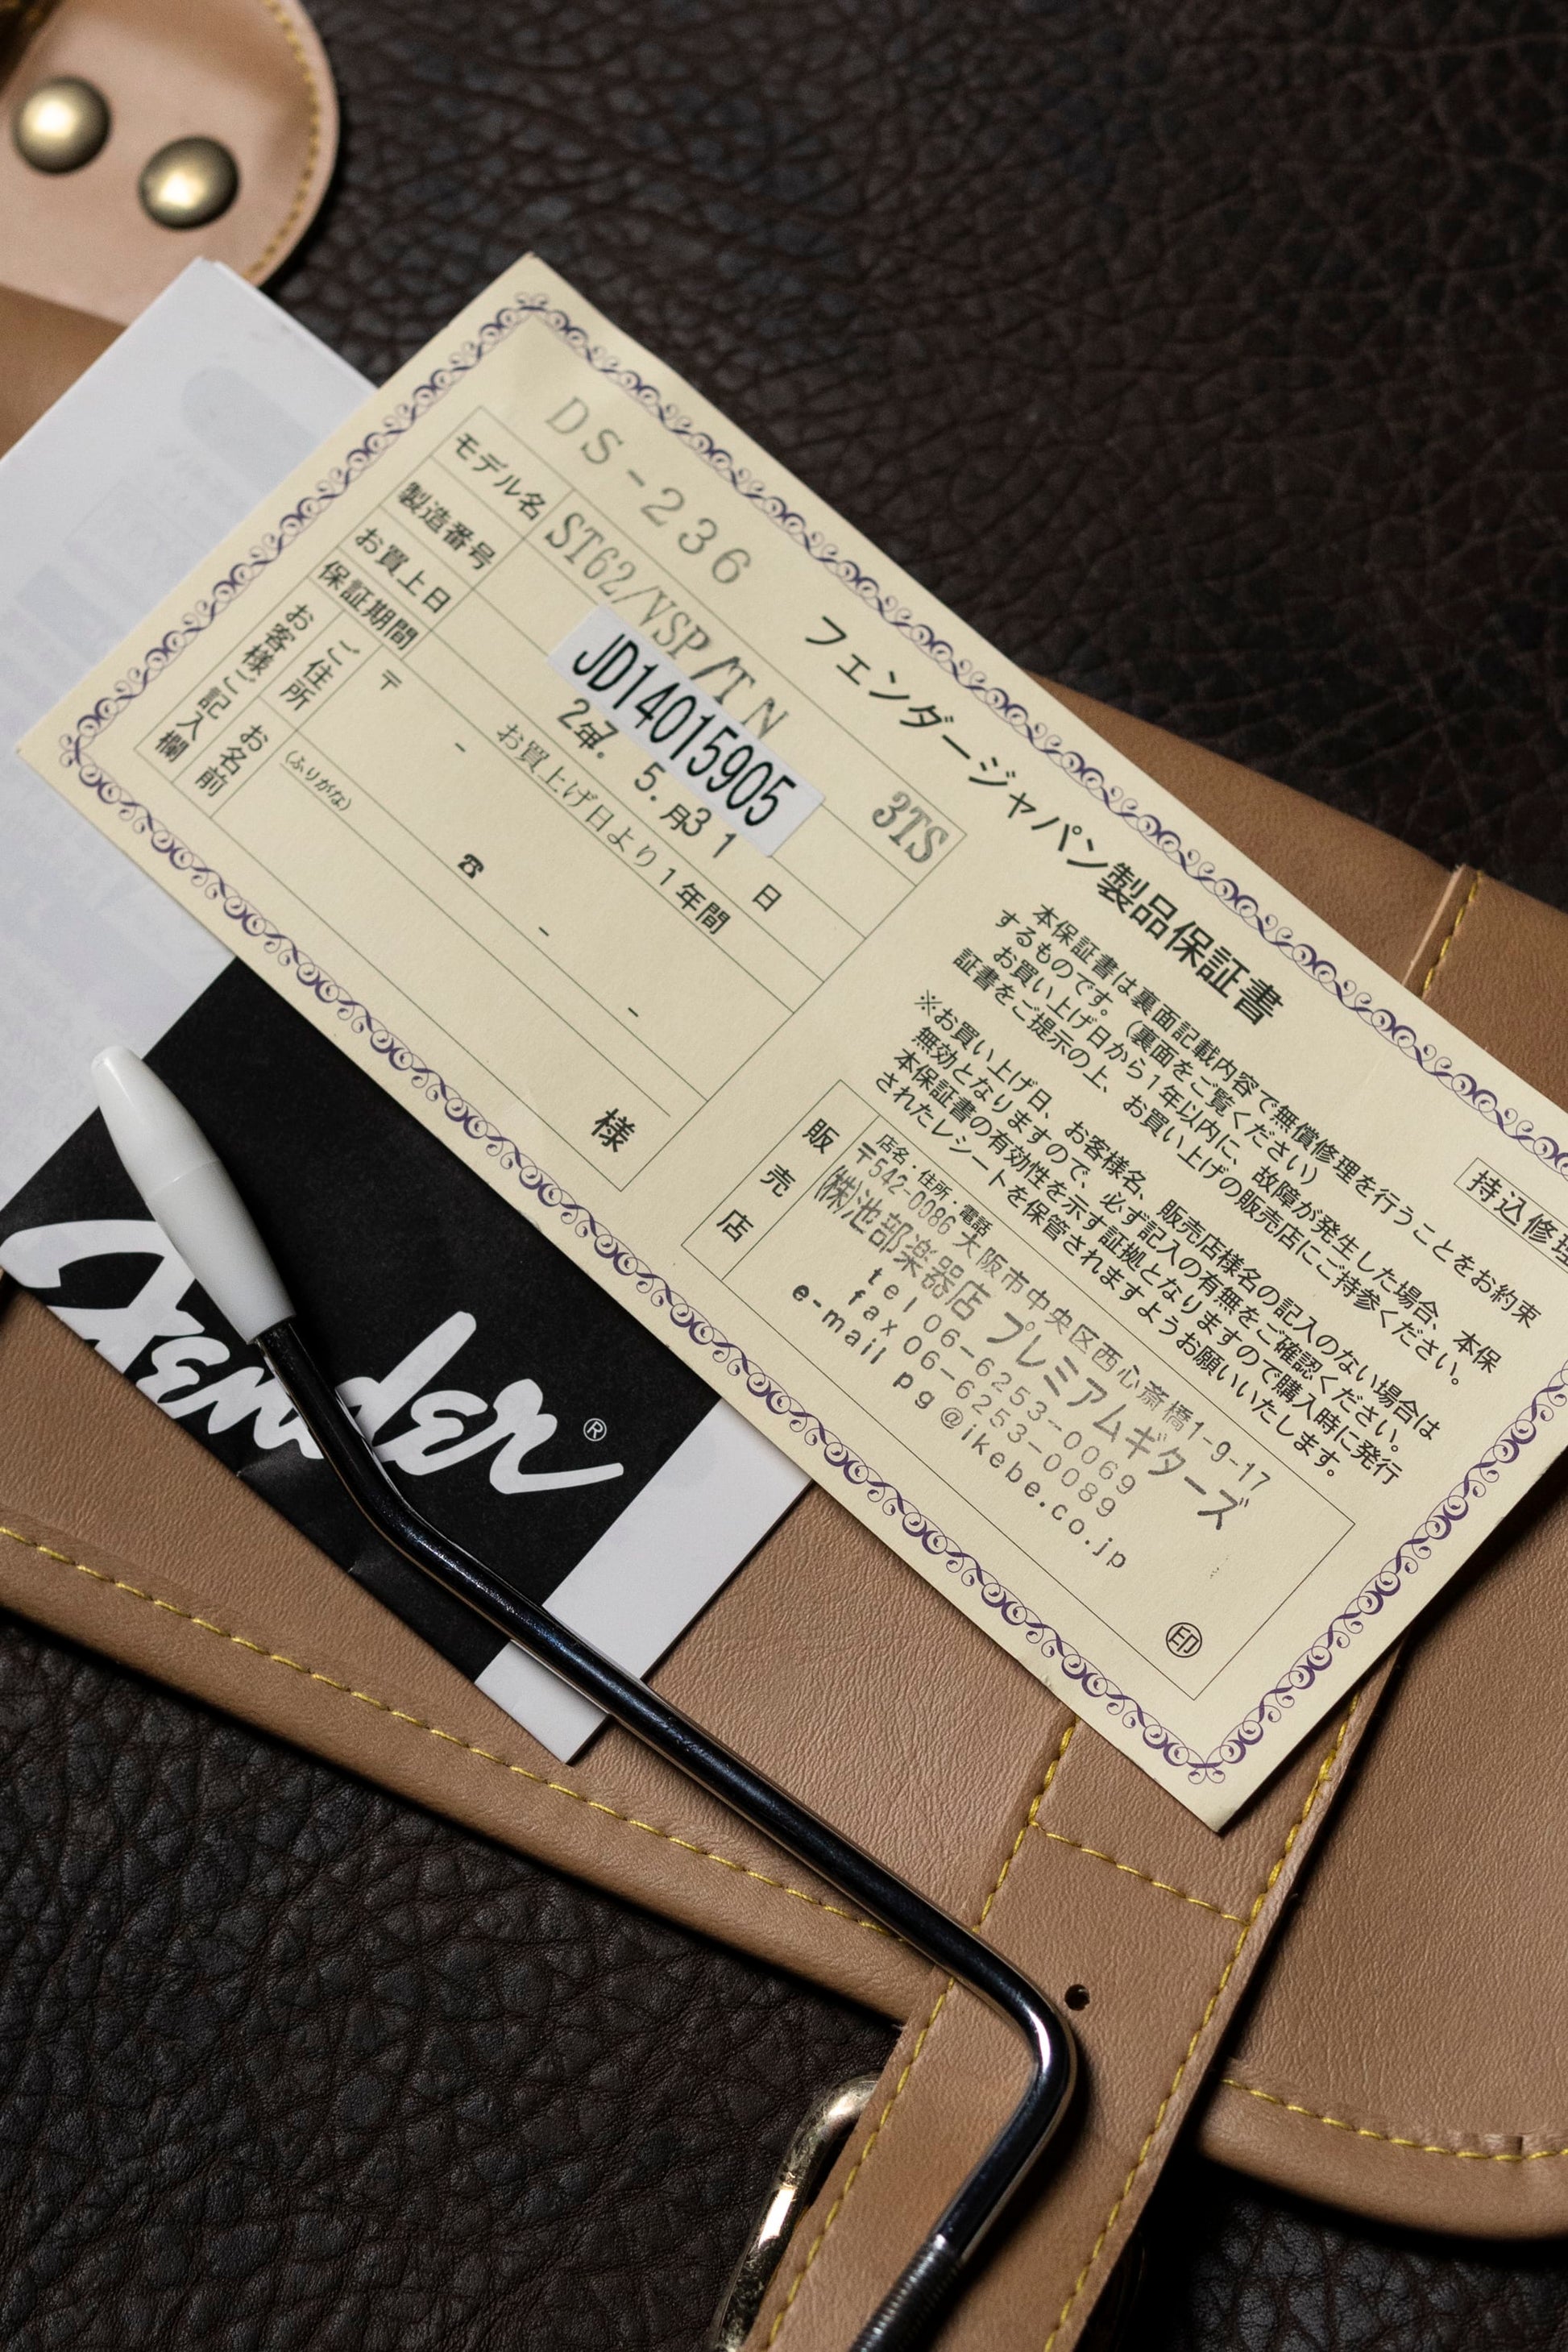 DS-236
フェンダージャパン製品保証書
モデル名 ST62/VSP/TN 3TS
製造番号 JD14015905
お買上日 27年. 5.月31日
保証期間 お買上げ日より1年間
お客様ご記入欄
ご住所 〒 -
☎ - -
お名前 (ふりがな)
様
持込修理
本保証書は裏面記載内容で無償修理を行うことをお約束
するものです。(裏面をご覧ください)
お買い上げ日から1年以内に、故障が発生した場合、本保
証書をご提示の上、お買い上げの販売店にご持参ください。
※お買い上げ日、お客様名、販売店様名の記入のない場合は
無効となりますので、必ず記入の有無をご確認ください。
本保証書の有効性を示す証拠となりますので購入時に発行
されたレシートを保管されますようお願いいたします。
販売店
店名・住所・電話
〒542-0086 大阪市中央区西心斎橋1-9-17
㈱池部楽器店 プレミアムギターズ
tel 06-6253-0069
fax 06-6253-0089
e-mail pg@ikebe.co.jp
㊞
Fender®